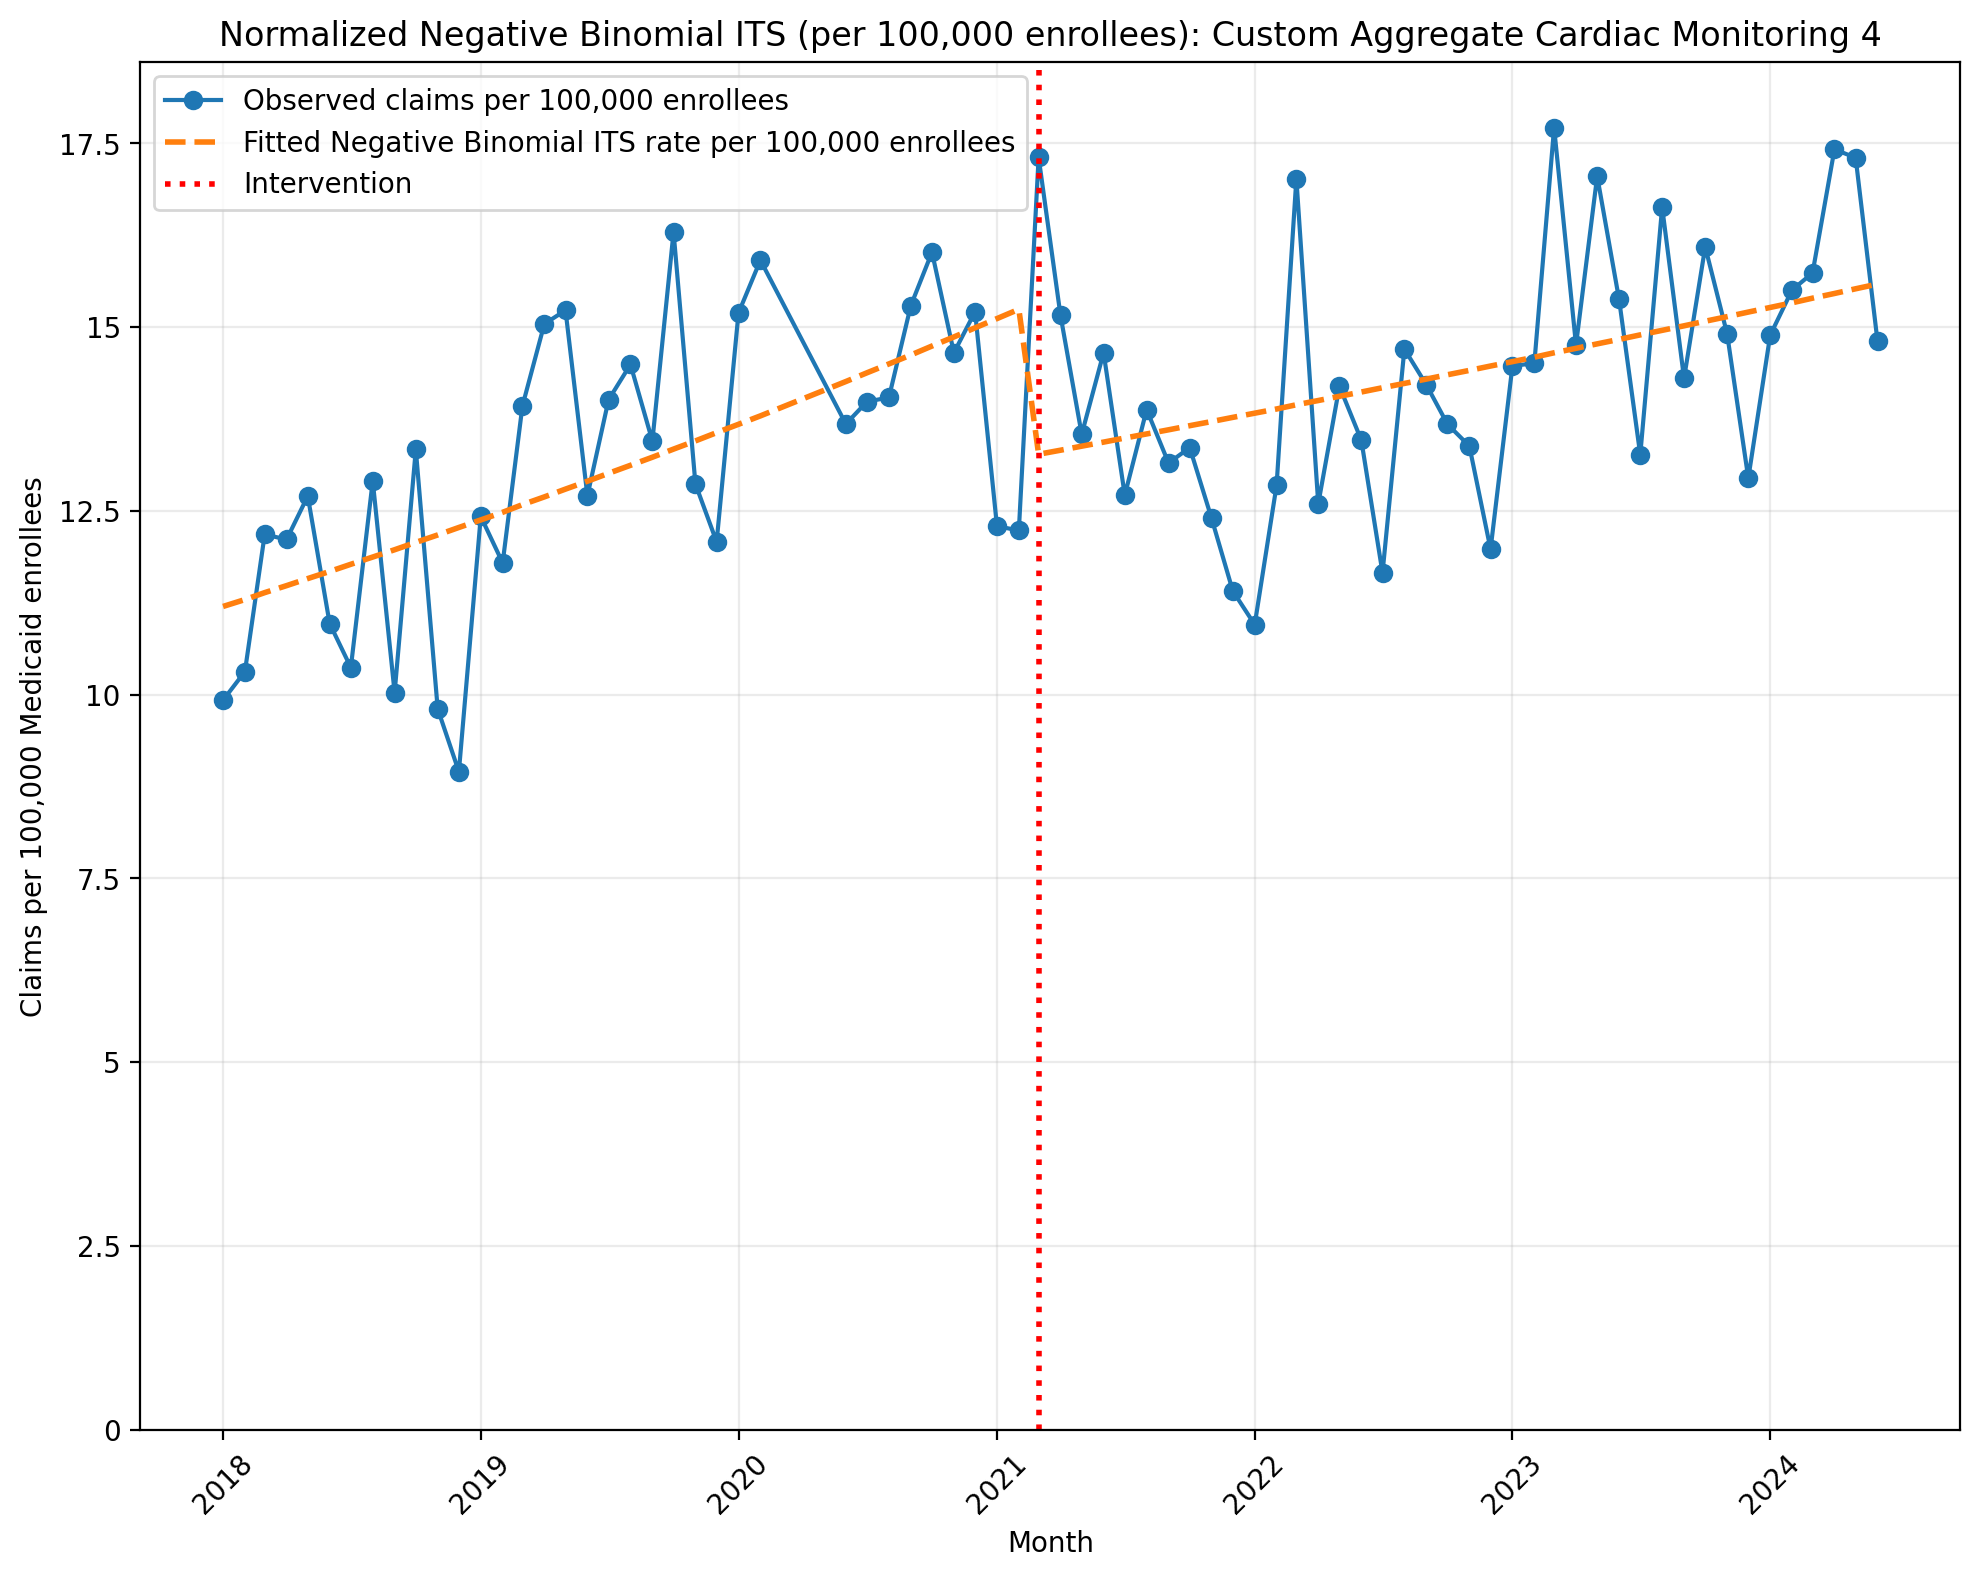 Normalized Negative Binomial ITS (per 100,000 enrollees): Custom Aggregate Cardiac Monitoring 4
Observed claims per 100,000 enrollees
Fitted Negative Binomial ITS rate per 100,000 enrollees
Intervention
Claims per 100,000 Medicaid enrollees
17.5
15
12.5
10
7.5
5
2.5
0
2018
2019
2020
2021
2022
2023
2024
Month